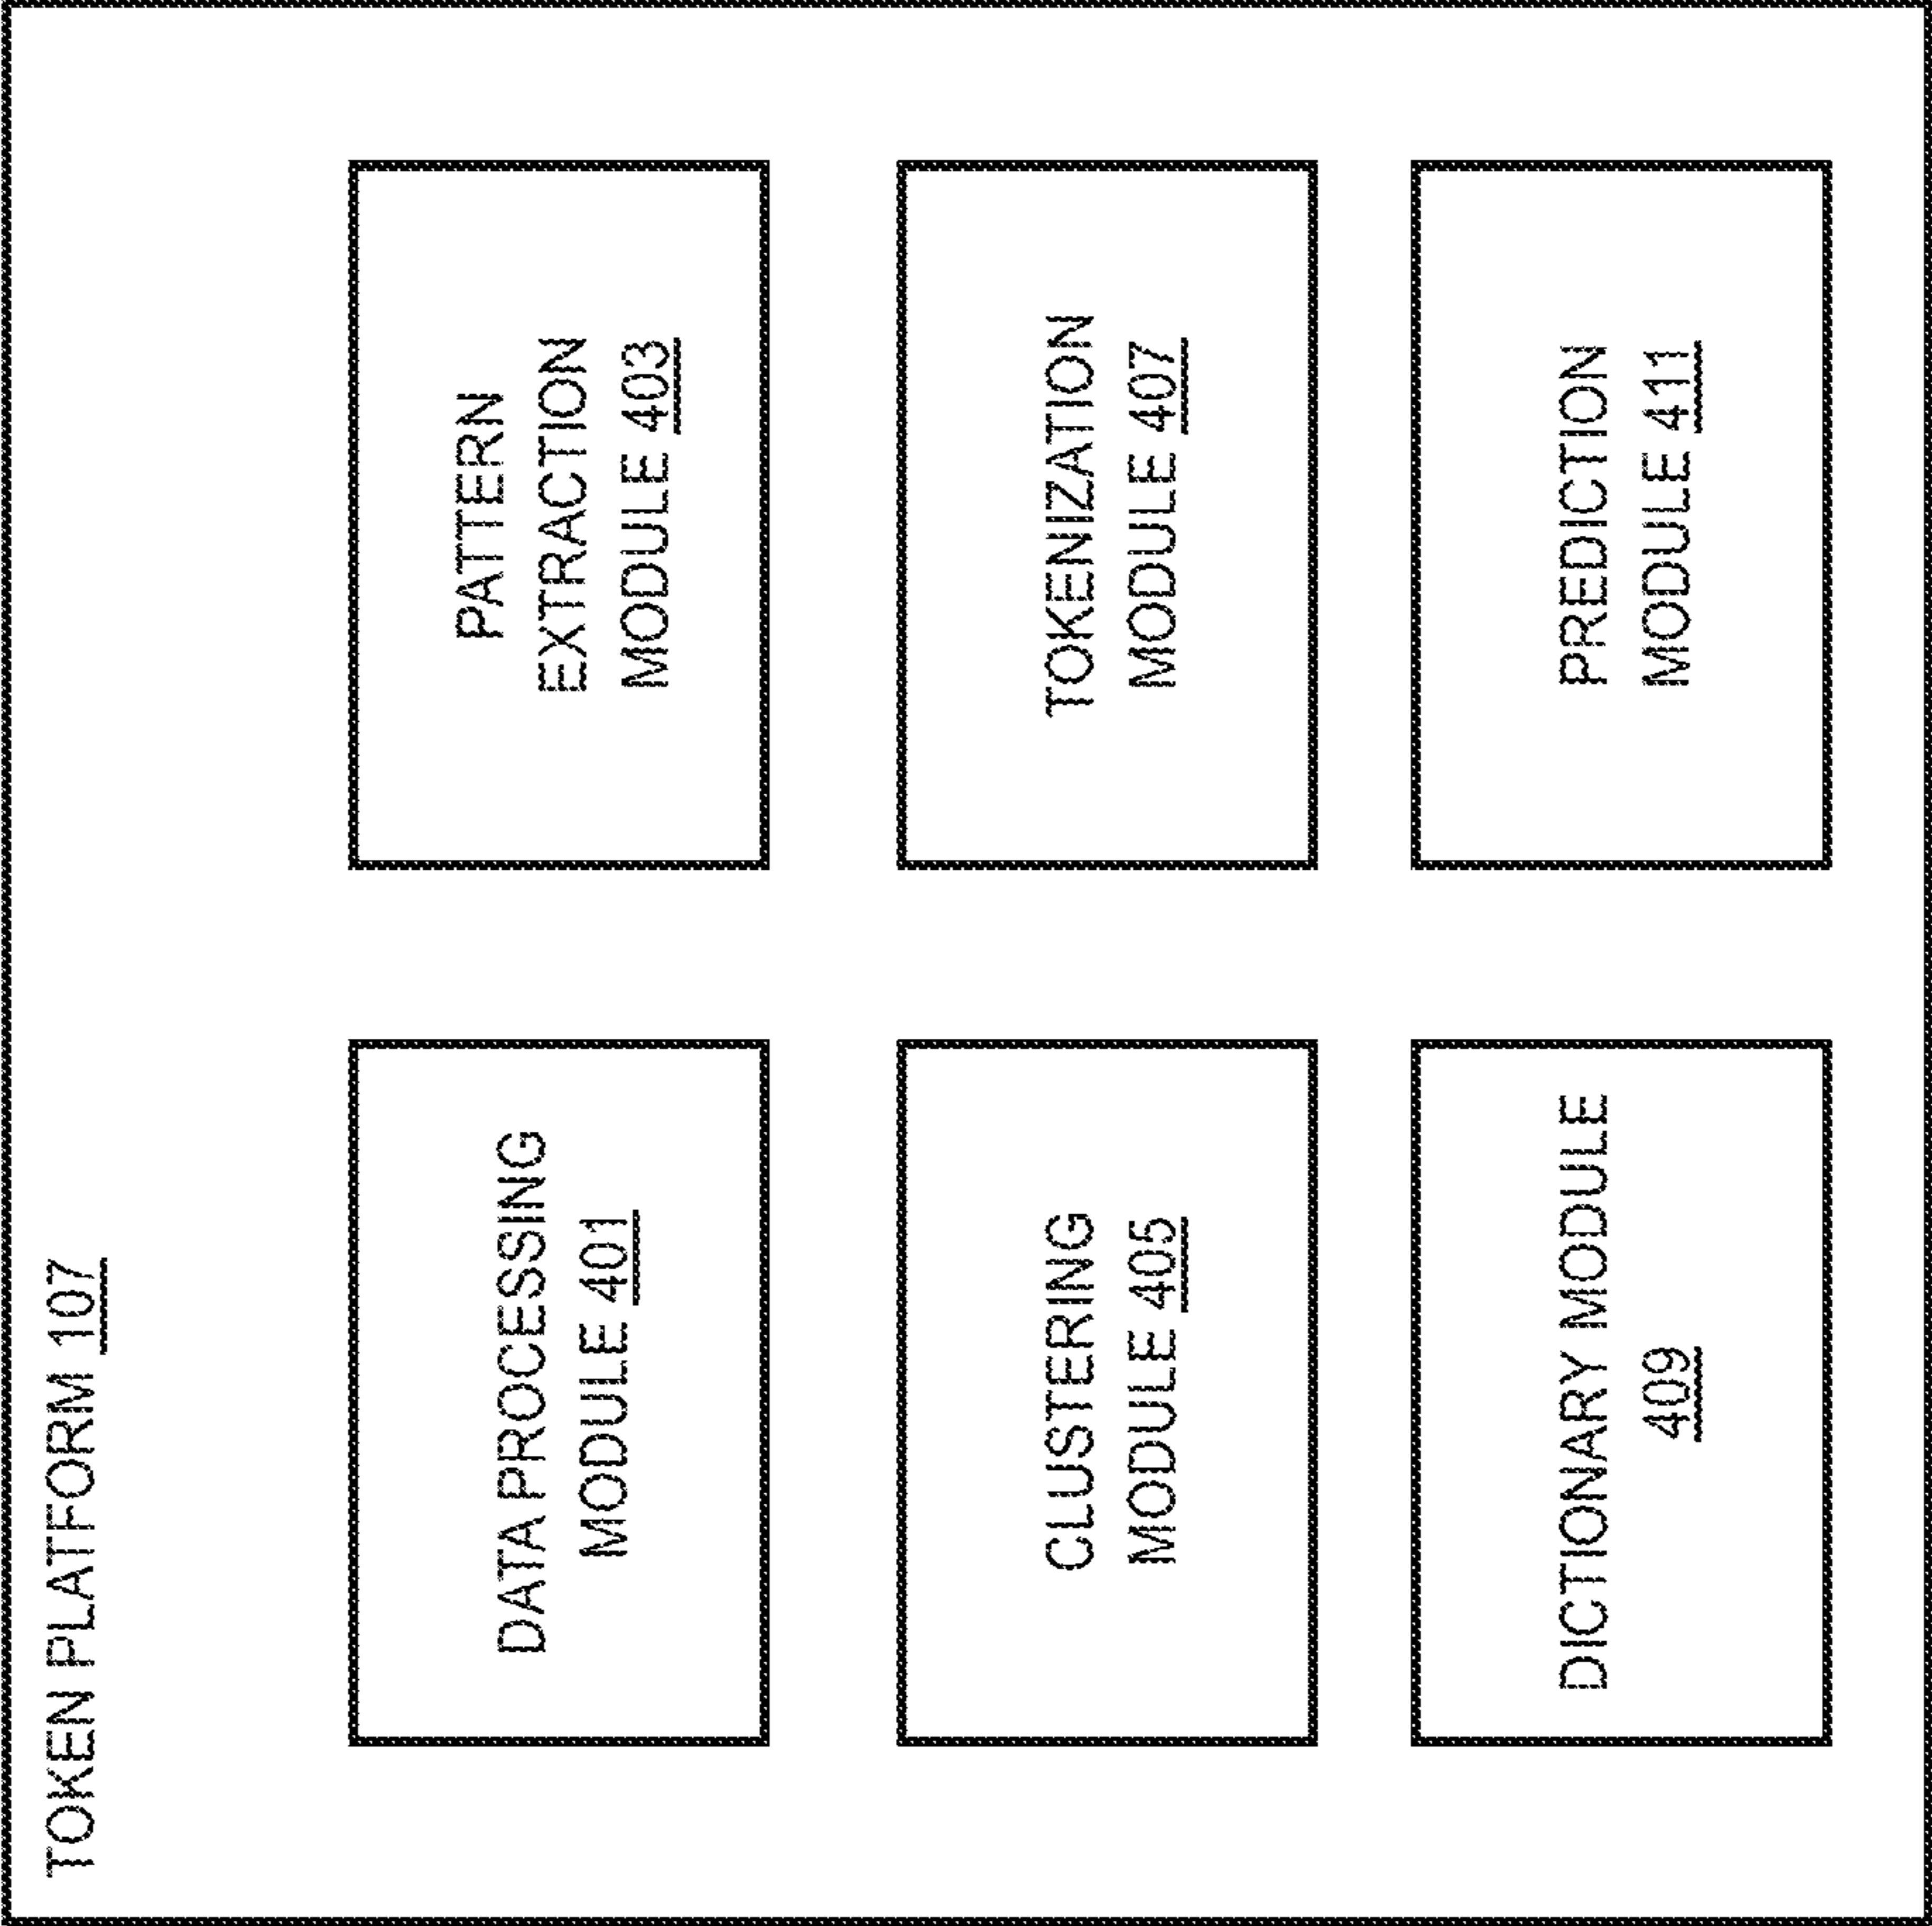 TOKEN PLATFORM 107
DATA PROCESSING
MODULE 401
PATTERN
EXTRACTION
MODULE 403
CLUSTERING
MODULE 405
TOKENIZATION
MODULE 407
DICTIONARY MODULE
409
PREDICTION
MODULE 411